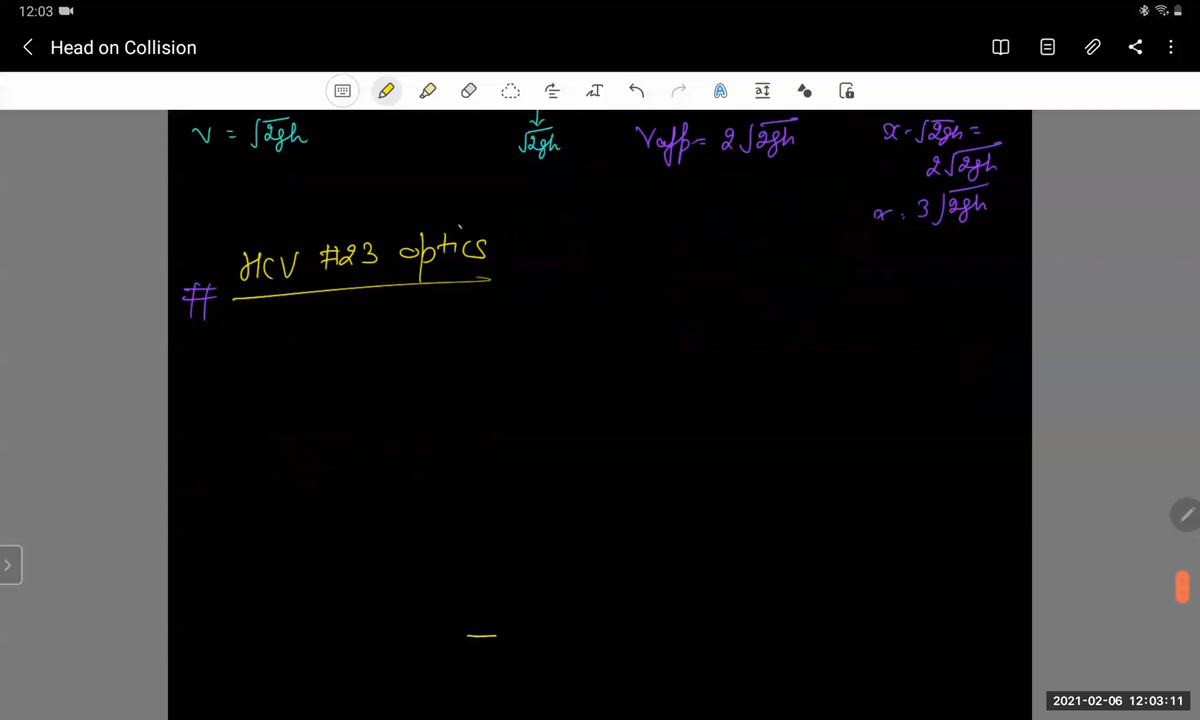 12:03
Head on Collision
v = √2gh
√2gh
Vapp = 2√2gh
x - √2gh =
2√2gh
x = 3√2gh
# HCV #23 optics
2021-02-06 12:03:11